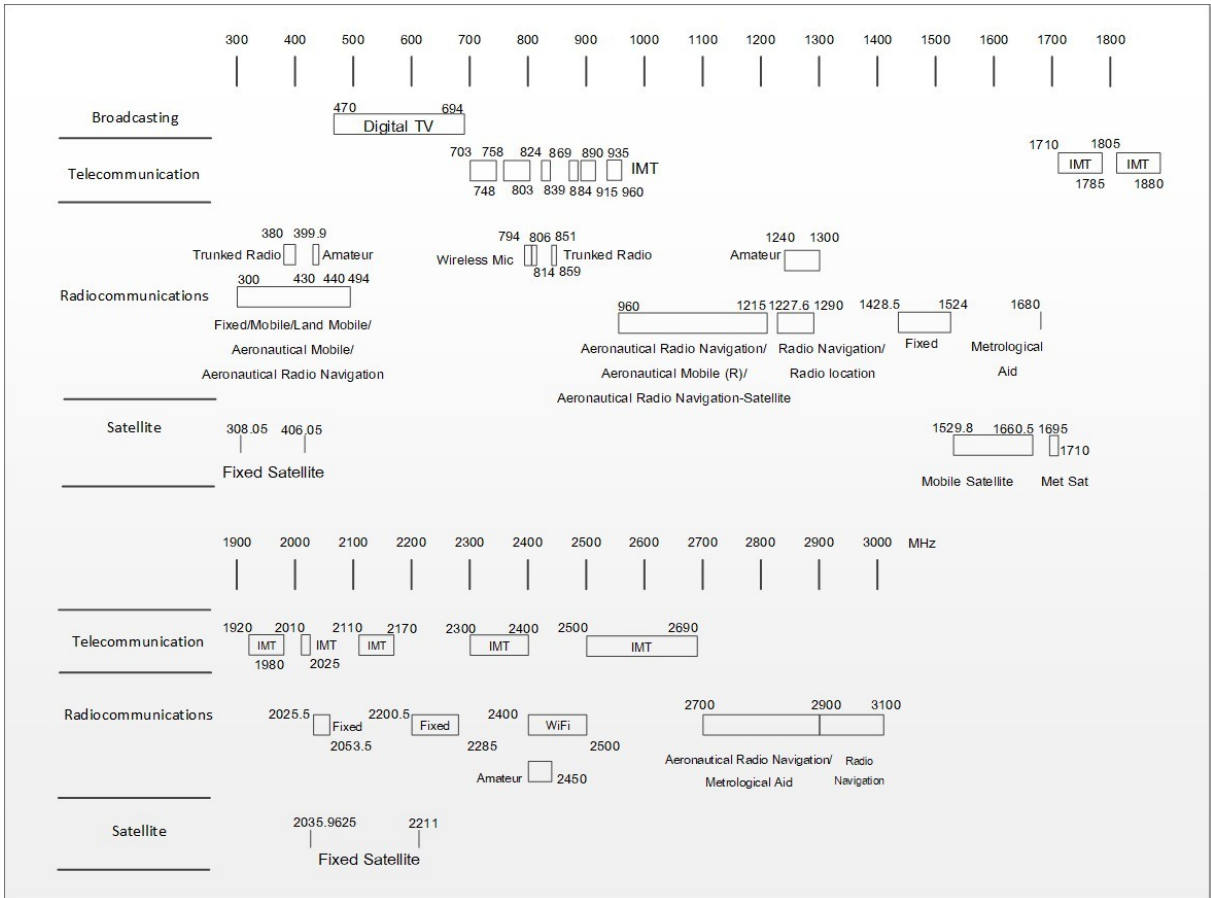 300 400 500 600 700 800 900 1000 1100 1200 1300 1400 1500 1600 1700 1800
Broadcasting
470 694
Digital TV
Telecommunication
703 758 824 869 890 935 IMT
748 803 839 884 915 960
1710 1805
IMT IMT
1785 1880
Radiocommunications
380 399.9
Trunked Radio Amateur
300 430 440 494
Fixed/Mobile/Land Mobile/
Aeronautical Mobile/
Aeronautical Radio Navigation
794 806 851
Wireless Mic Trunked Radio
814 859
1240 1300
Amateur
960 1215
Aeronautical Radio Navigation/
Aeronautical Mobile (R)/
Aeronautical Radio Navigation-Satellite
1227.6 1290
Radio Navigation/
Radio location
1428.5 1524
Fixed
1680
Metrological
Aid
Satellite
308.05 406.05
Fixed Satellite
1529.8 1660.5
Mobile Satellite
1695
1710
Met Sat
1900 2000 2100 2200 2300 2400 2500 2600 2700 2800 2900 3000 MHz
Telecommunication
1920 2010 2110 2170 2300 2400 2500 2690
IMT IMT IMT IMT IMT
1980 2025
Radiocommunications
2025.5
Fixed
2053.5
2200.5
Fixed
2285
2400
WiFi
2500
Amateur 2450
2700 2900 3100
Aeronautical Radio Navigation/
Metrological Aid
Radio
Navigation
Satellite
2035.9625 2211
Fixed Satellite